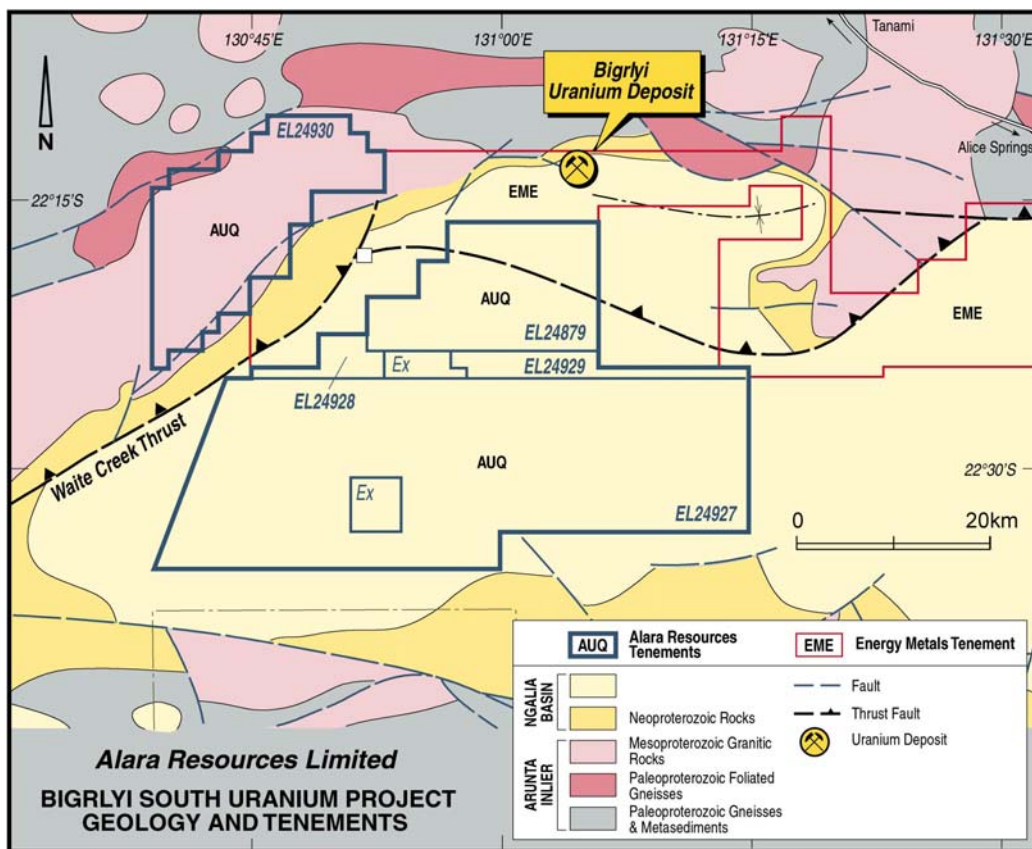 130°45'E
131°00'E
131°15'E
131°30'E
Tanami
Bigrlyi
Uranium Deposit
N
EL24930
Alice Springs
22°15'S
EME
AUQ
AUQ
EME
EL24879
Ex
EL24929
EL24928
Waite Creek Thrust
AUQ
22°30'S
Ex
EL24927
0
20km
AUQ
Alara Resources
Tenements
EME
Energy Metals Tenement
NGALIA
BASIN
Neoproterozoic Rocks
ARUNTA
INLIER
Mesoproterozoic Granitic
Rocks
Paleoproterozoic Foliated
Gneisses
Paleoproterozoic Gneisses
& Metasediments
Fault
Thrust Fault
Uranium Deposit
Alara Resources Limited
BIGRLYI SOUTH URANIUM PROJECT
GEOLOGY AND TENEMENTS